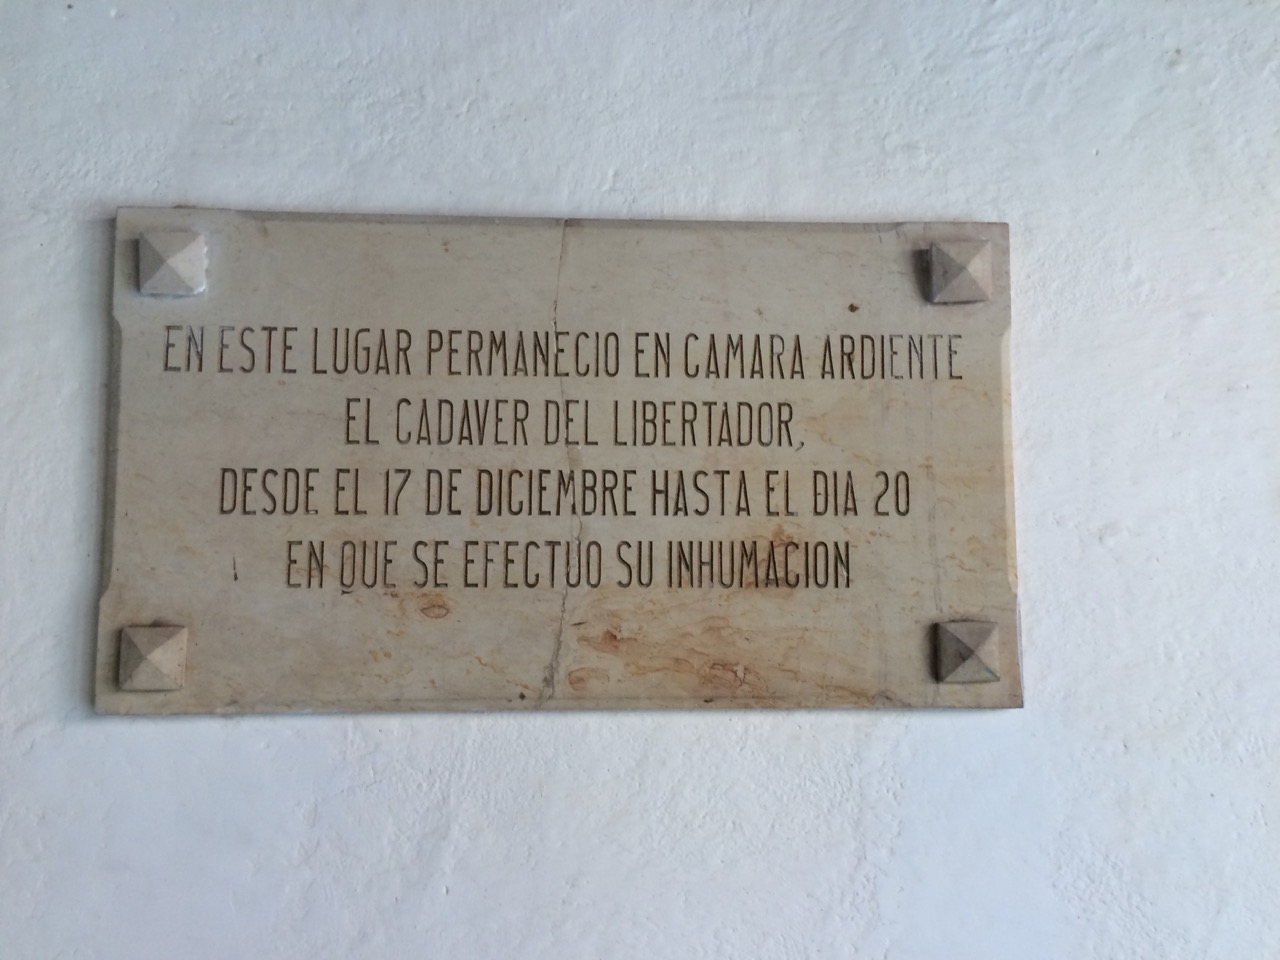 EN ESTE LUGAR PERMANECIO EN CAMARA ARDIENTE
EL CADAVER DEL LIBERTADOR,
DESDE EL 17 DE DICIEMBRE HASTA EL DIA 20
EN QUE SE EFECTUO SU INHUMACION